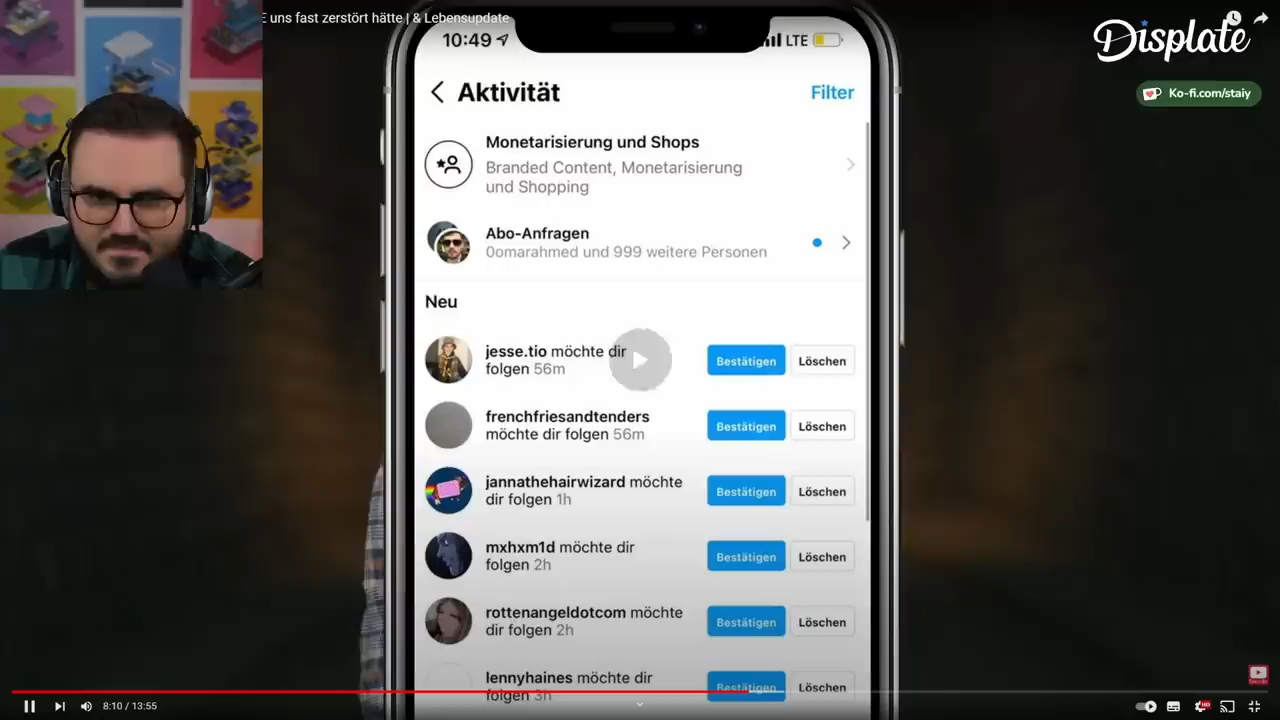 E uns fast zerstört hätte | & Lebensupdate
Displate
Ko-fi.com/staiy
10:49
LTE
Aktivität
Filter
Monetarisierung und Shops
Branded Content, Monetarisierung
und Shopping
Abo-Anfragen
0omarahmed und 999 weitere Personen
Neu
jesse.tio möchte dir
folgen 56m
Bestätigen
Löschen
frenchfriesandtenders
möchte dir folgen 56m
Bestätigen
Löschen
jannathehairwizard möchte
dir folgen 1h
Bestätigen
Löschen
mxhxm1d möchte dir
folgen 2h
Bestätigen
Löschen
rottenangeldotcom möchte
dir folgen 2h
Bestätigen
Löschen
lennyhaines möchte dir
folgen 3h
Bestätigen
Löschen
8:10 / 13:55
HD